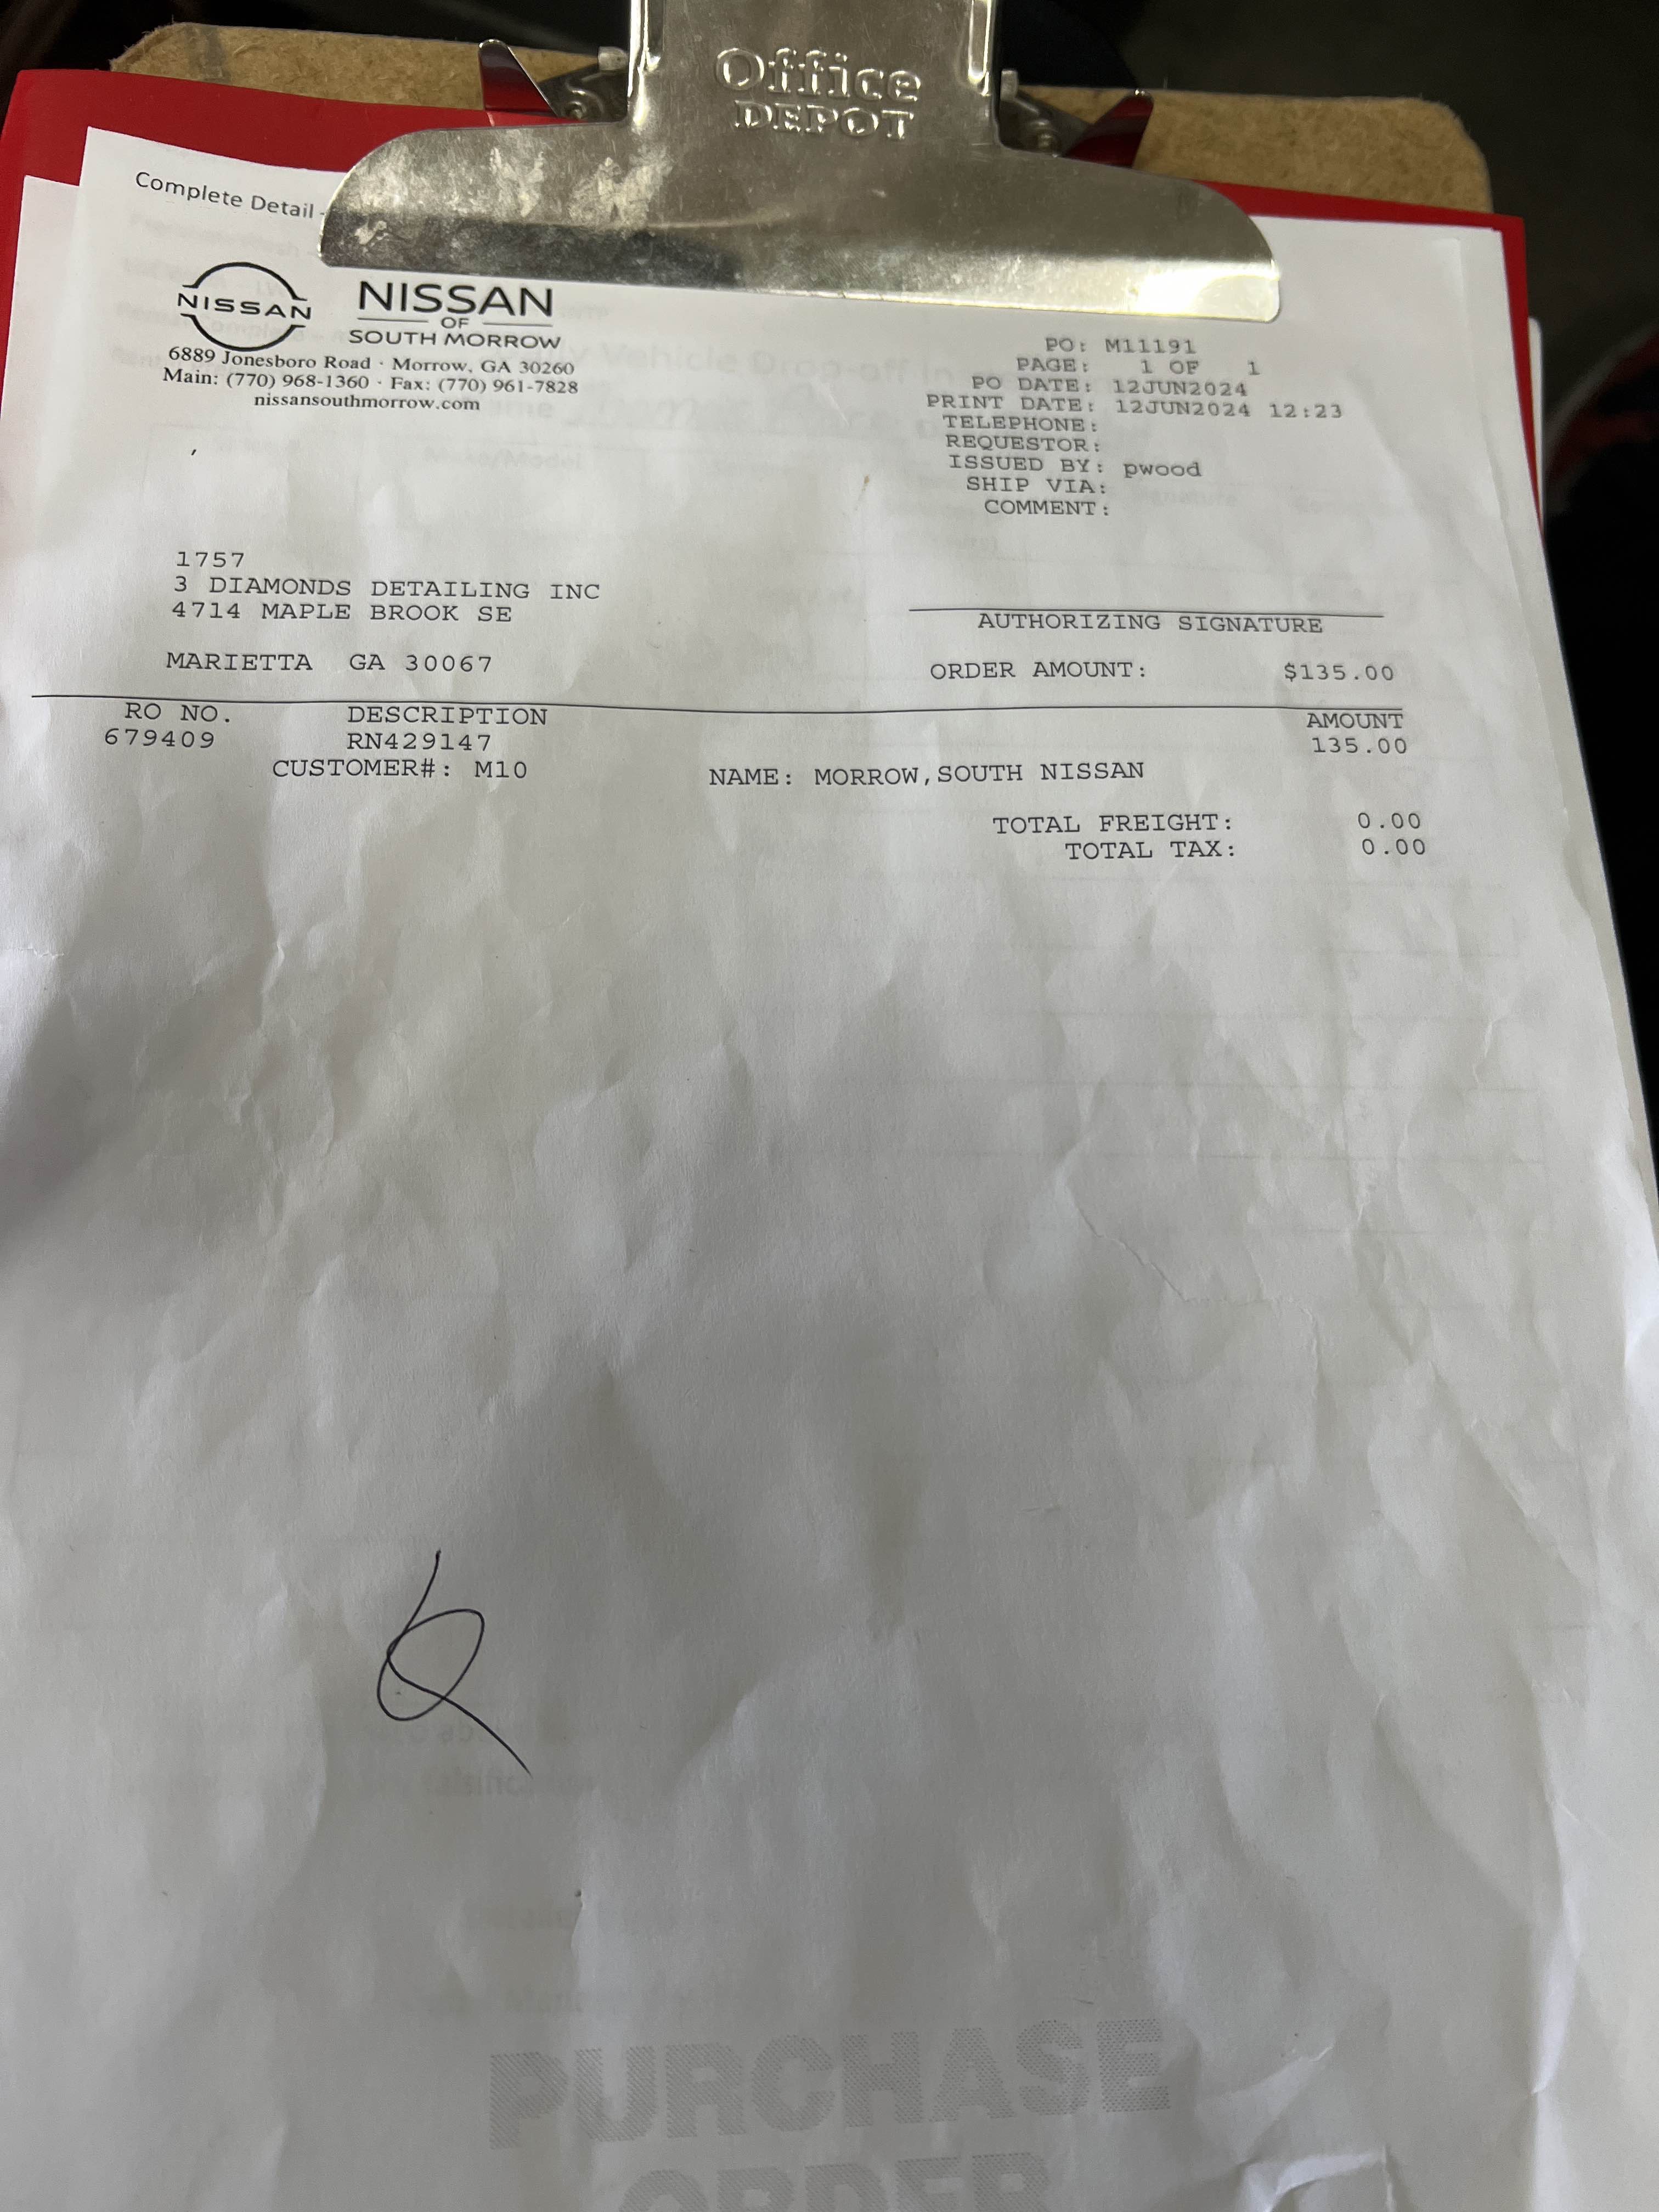 Office
DEPOT
Complete Detail -
NISSAN
NISSAN
OF
SOUTH MORROW
6889 Jonesboro Road · Morrow, GA 30260
Main: (770) 968-1360 · Fax: (770) 961-7828
nissansouthmorrow.com
PO: M11191
PAGE: 1 OF 1
PO DATE: 12JUN2024
PRINT DATE: 12JUN2024 12:23
TELEPHONE:
REQUESTOR:
ISSUED BY: pwood
SHIP VIA:
COMMENT:
1757
3 DIAMONDS DETAILING INC
4714 MAPLE BROOK SE
MARIETTA GA 30067
AUTHORIZING SIGNATURE
ORDER AMOUNT: $135.00
RO NO. DESCRIPTION AMOUNT
679409 RN429147 135.00
CUSTOMER#: M10 NAME: MORROW,SOUTH NISSAN
TOTAL FREIGHT: 0.00
TOTAL TAX: 0.00
PURCHASE
ORDER